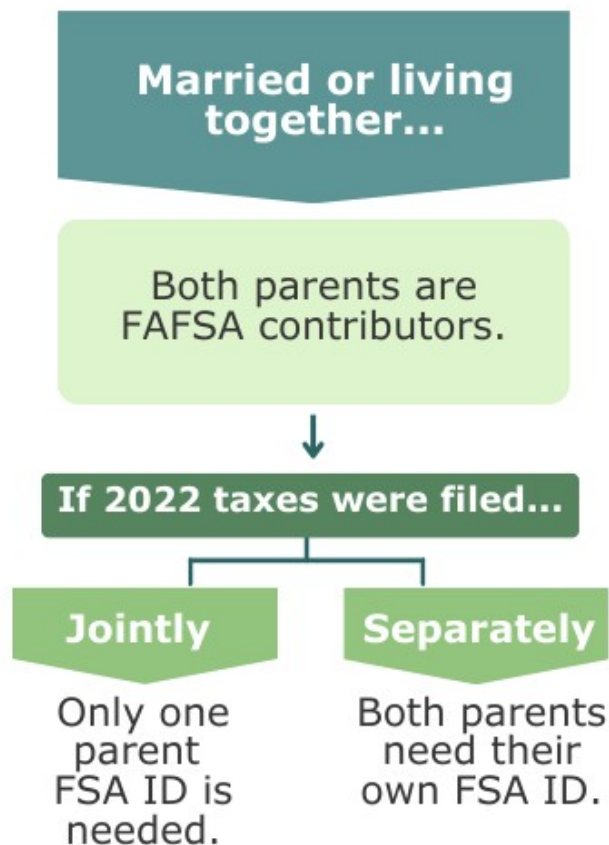 Married or living
together...
Both parents are
FAFSA contributors.
If 2022 taxes were filed...
Jointly
Only one
parent
FSA ID is
needed.
Separately
Both parents
need their
own FSA ID.